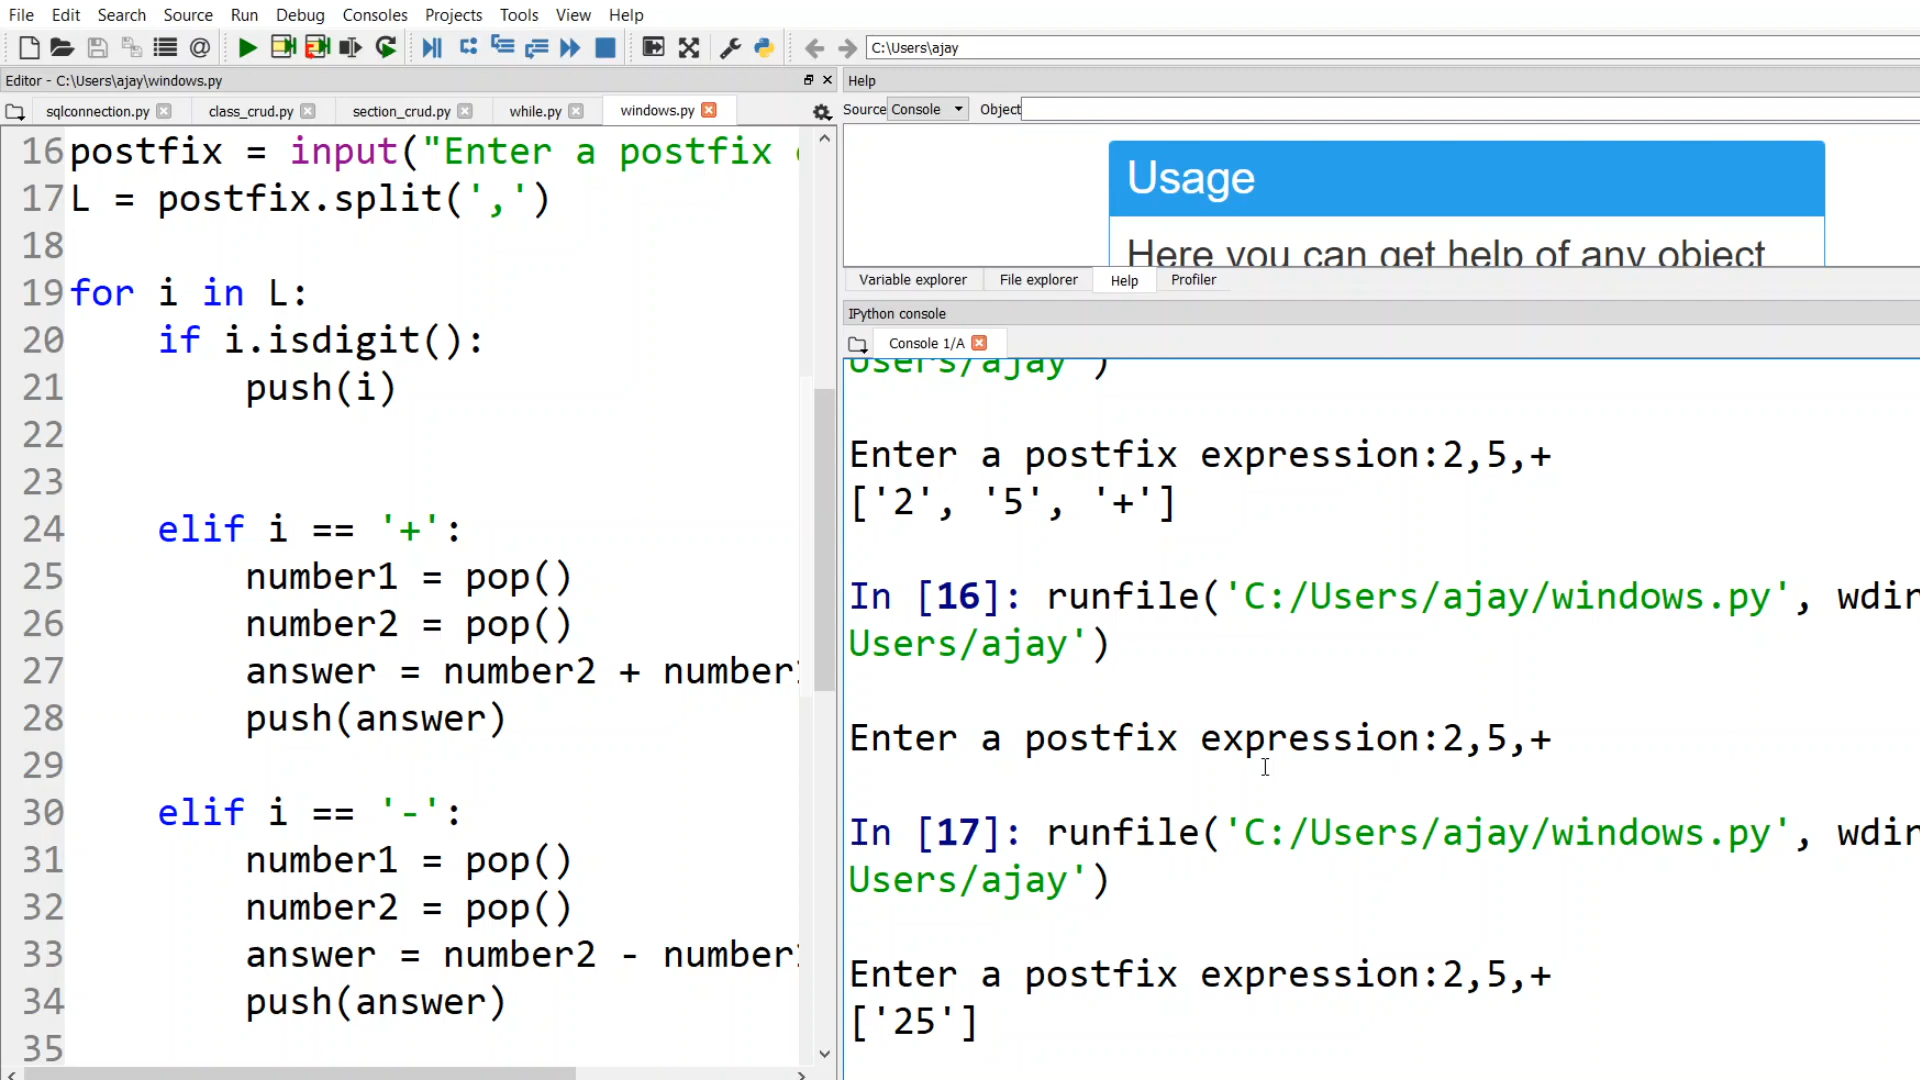 File Edit Search Source Run Debug Consoles Projects Tools View Help
C:\Users\ajay
Editor - C:\Users\ajay\windows.py
sqlconnection.py class_crud.py section_crud.py while.py windows.py
16 postfix = input("Enter a postfix
17 L = postfix.split(',')
18
19 for i in L:
20 if i.isdigit():
21 push(i)
22
23
24 elif i == '+':
25 number1 = pop()
26 number2 = pop()
27 answer = number2 + number
28 push(answer)
29
30 elif i == '-':
31 number1 = pop()
32 number2 = pop()
33 answer = number2 - number
34 push(answer)
35
Help
Source Console Object
Usage
Here you can get help of any object
Variable explorer File explorer Help Profiler
IPython console
Console 1/A
Users/ajay')
Enter a postfix expression:2,5,+
['2', '5', '+']
In [16]: runfile('C:/Users/ajay/windows.py', wdir
Users/ajay')
Enter a postfix expression:2,5,+
In [17]: runfile('C:/Users/ajay/windows.py', wdir
Users/ajay')
Enter a postfix expression:2,5,+
['25']